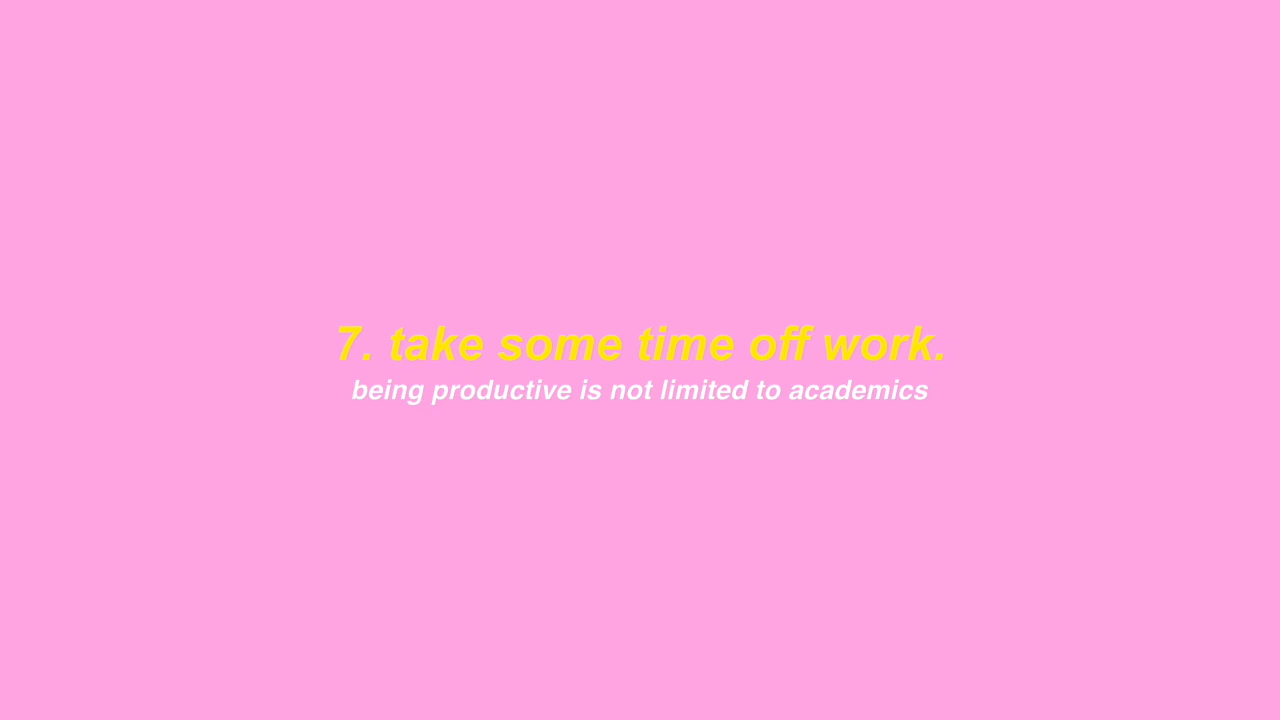 7. take some time off work.
being productive is not limited to academics